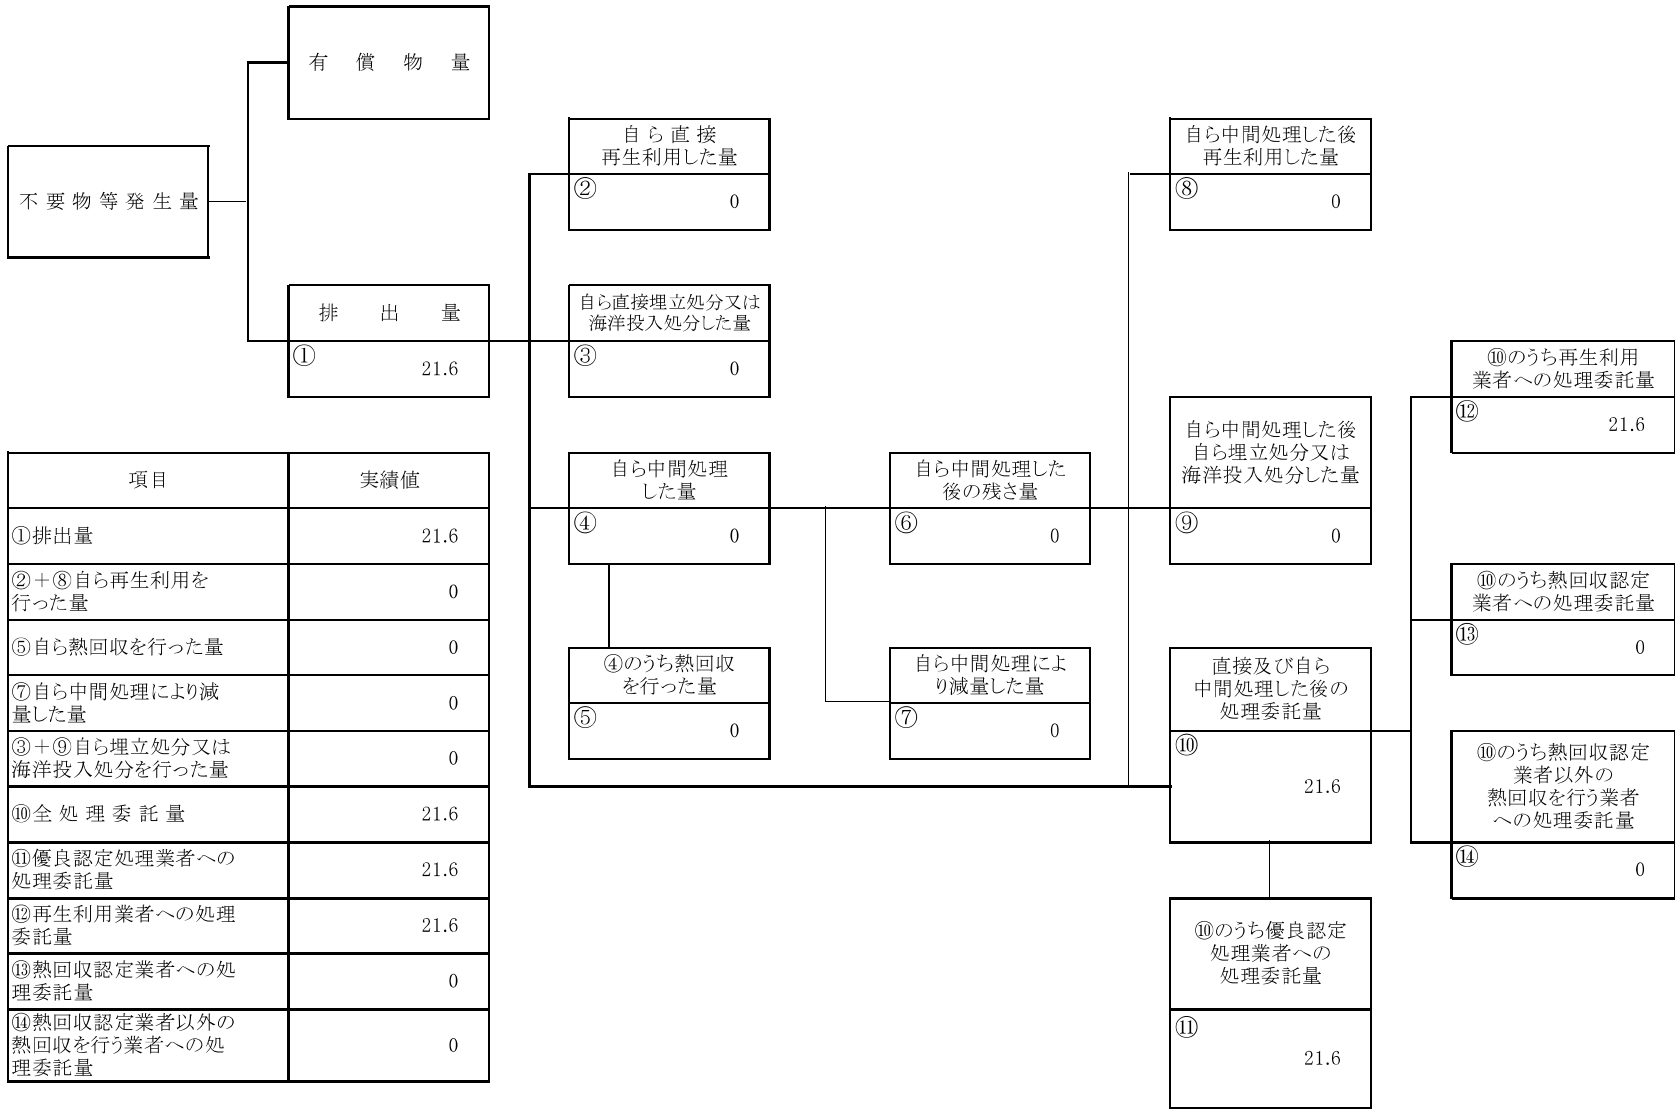 有 償 物 量
不要物等発生量
排 出 量
①
21.6
自ら直接
再生利用した量
②
0
自ら直接埋立処分又は
海洋投入処分した量
③
0
自ら中間処理
した量
④
0
④のうち熱回収
を行った量
⑤
0
自ら中間処理した
後の残さ量
⑥
0
自ら中間処理によ
り減量した量
⑦
0
自ら中間処理した後
再生利用した量
⑧
0
自ら中間処理した後
自ら埋立処分又は
海洋投入処分した量
⑨
0
直接及び自ら
中間処理した後の
処理委託量
⑩
21.6
⑩のうち優良認定
処理業者への
処理委託量
⑪
21.6
⑩のうち再生利用
業者への処理委託量
⑫
21.6
⑩のうち熱回収認定
業者への処理委託量
⑬
0
⑩のうち熱回収認定
業者以外の
熱回収を行う業者
への処理委託量
⑭
0
項目 実績値
①排出量 21.6
②＋⑧自ら再生利用を
行った量 0
⑤自ら熱回収を行った量 0
⑦自ら中間処理により減
量した量 0
③＋⑨自ら埋立処分又は
海洋投入処分を行った量 0
⑩全処理委託量 21.6
⑪優良認定処理業者への
処理委託量 21.6
⑫再生利用業者への処理
委託量 21.6
⑬熱回収認定業者への処
理委託量 0
⑭熱回収認定業者以外の
熱回収を行う業者への処
理委託量 0